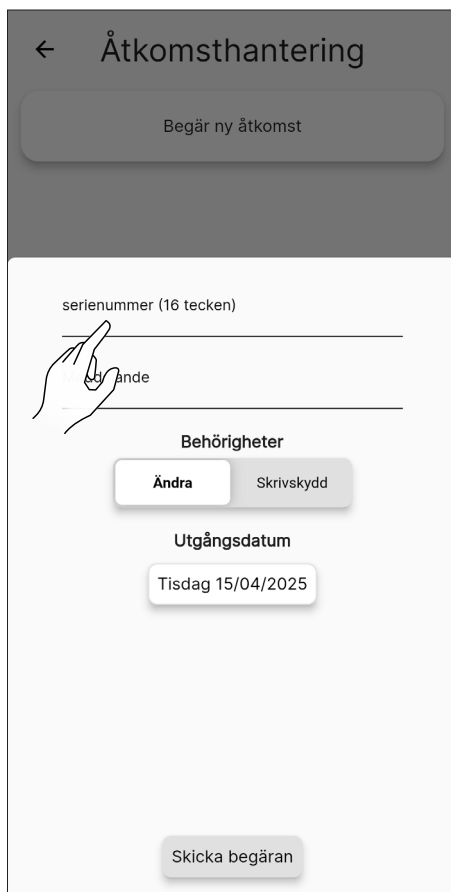 Åtkomsthantering
Begär ny åtkomst
serienummer (16 tecken)
Behörigheter
Ändra Skrivskydd
Utgångsdatum
Tisdag 15/04/2025
Skicka begäran